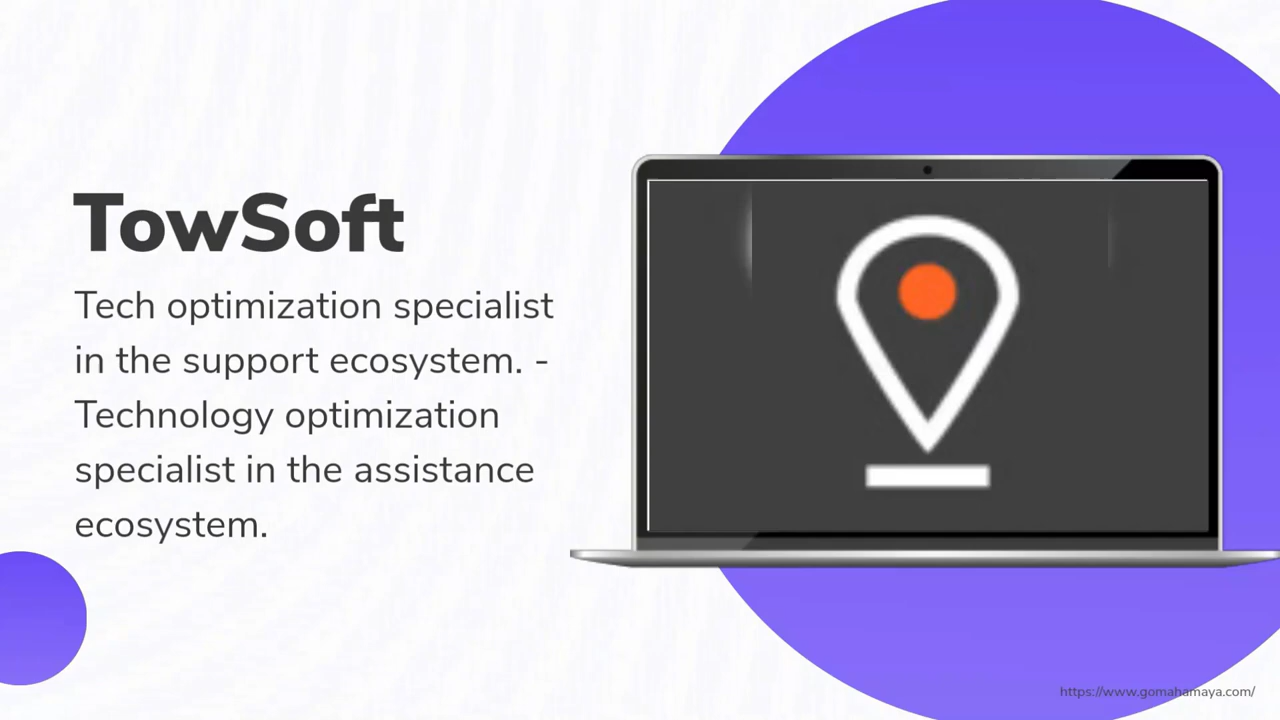 TowSoft
Tech optimization specialist
in the support ecosystem. -
Technology optimization
specialist in the assistance
ecosystem.
https://www.gomahamaya.com/